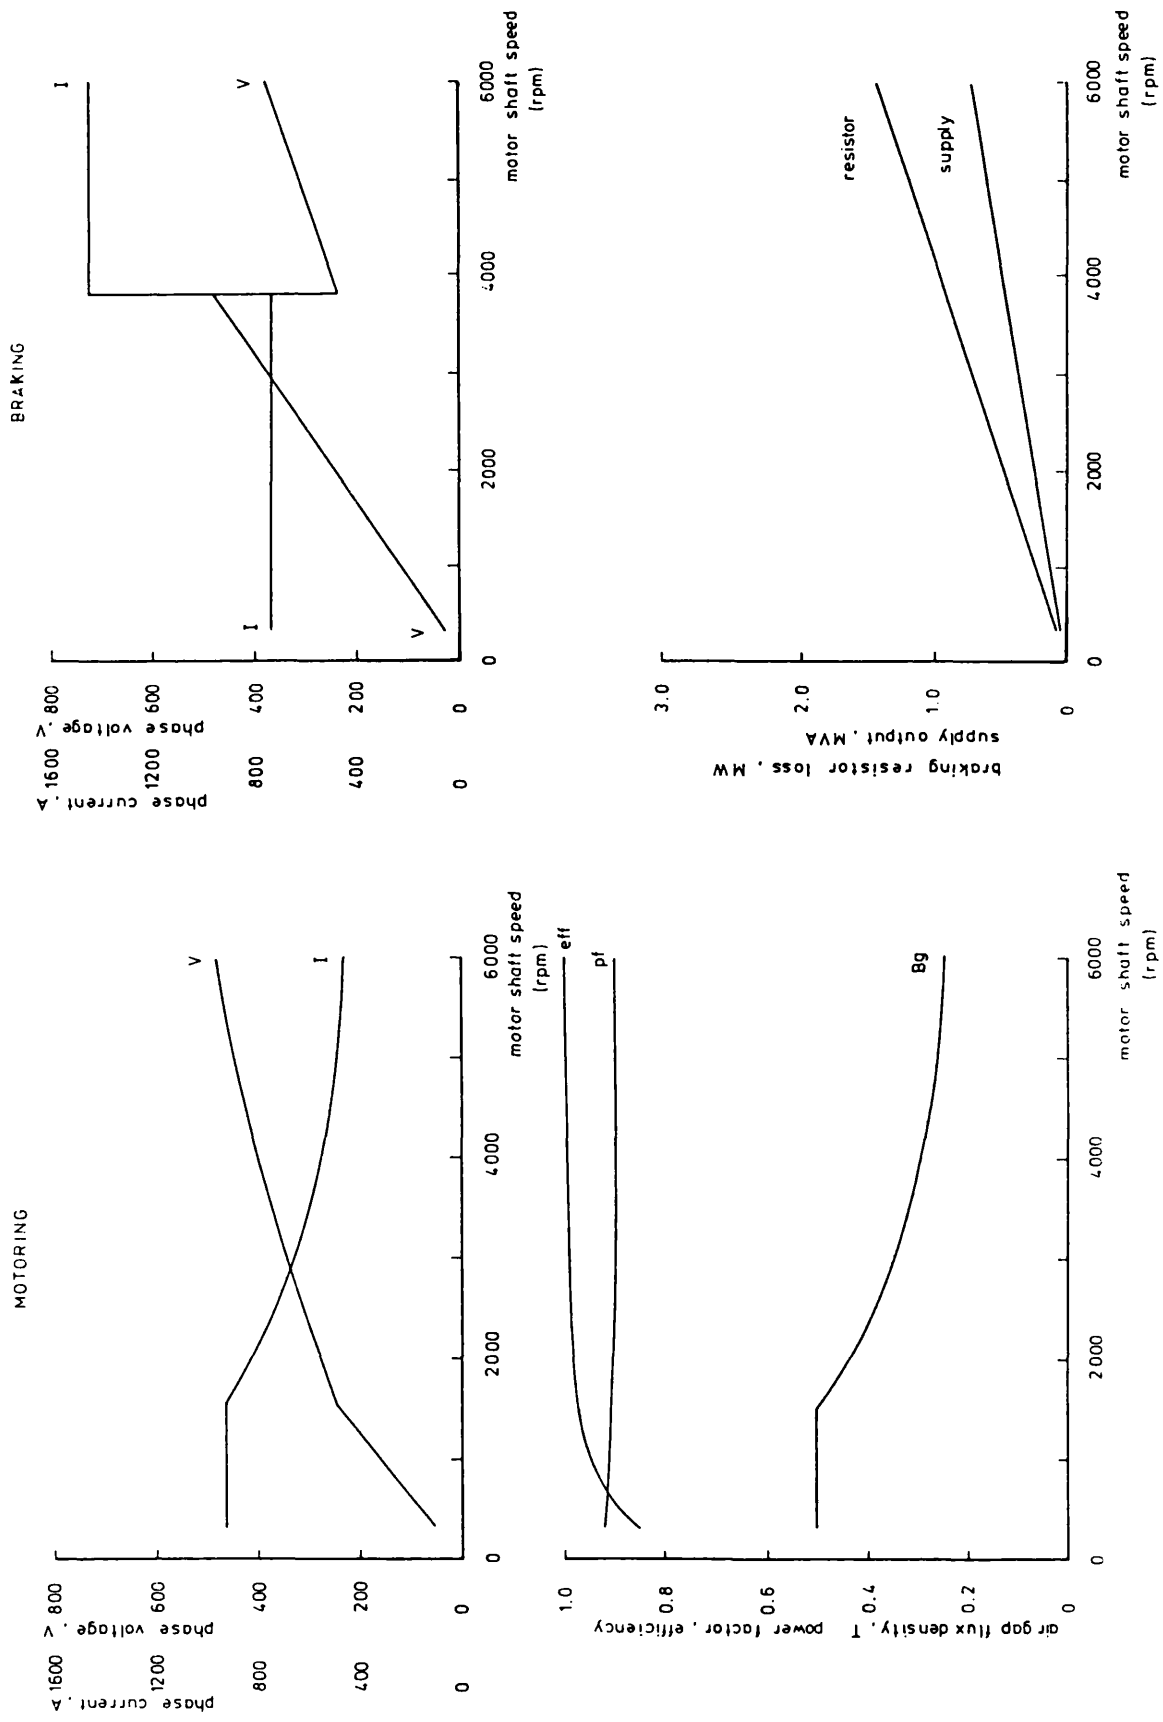 MOTORING
phase current, A
1600
1200
800
400
0
phase voltage, V
800
600
400
200
0
V
I
0
2000
4000
6000
motor shaft speed
(rpm)
air gap flux density, T
power factor, efficiency
1.0
0.8
0.6
0.4
0.2
0
eff
pf
Bg
0
2000
4000
6000
motor shaft speed
(rpm)
BRAKING
phase current, A
1600
1200
800
400
0
phase voltage, V
800
600
400
200
0
I
V
I
V
0
2000
4000
6000
motor shaft speed
(rpm)
braking resistor loss, MW
supply output, MVA
3.0
2.0
1.0
0
resistor
supply
0
2000
4000
6000
motor shaft speed
(rpm)